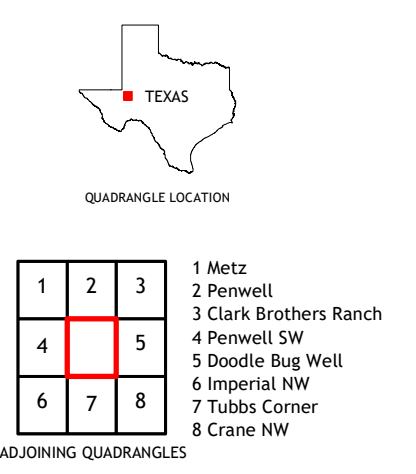 TEXAS
QUADRANGLE LOCATION
1 2 3
4 5
6 7 8
1 Metz
2 Penwell
3 Clark Brothers Ranch
4 Penwell SW
5 Doodle Bug Well
6 Imperial NW
7 Tubbs Corner
8 Crane NW
ADJOINING QUADRANGLES